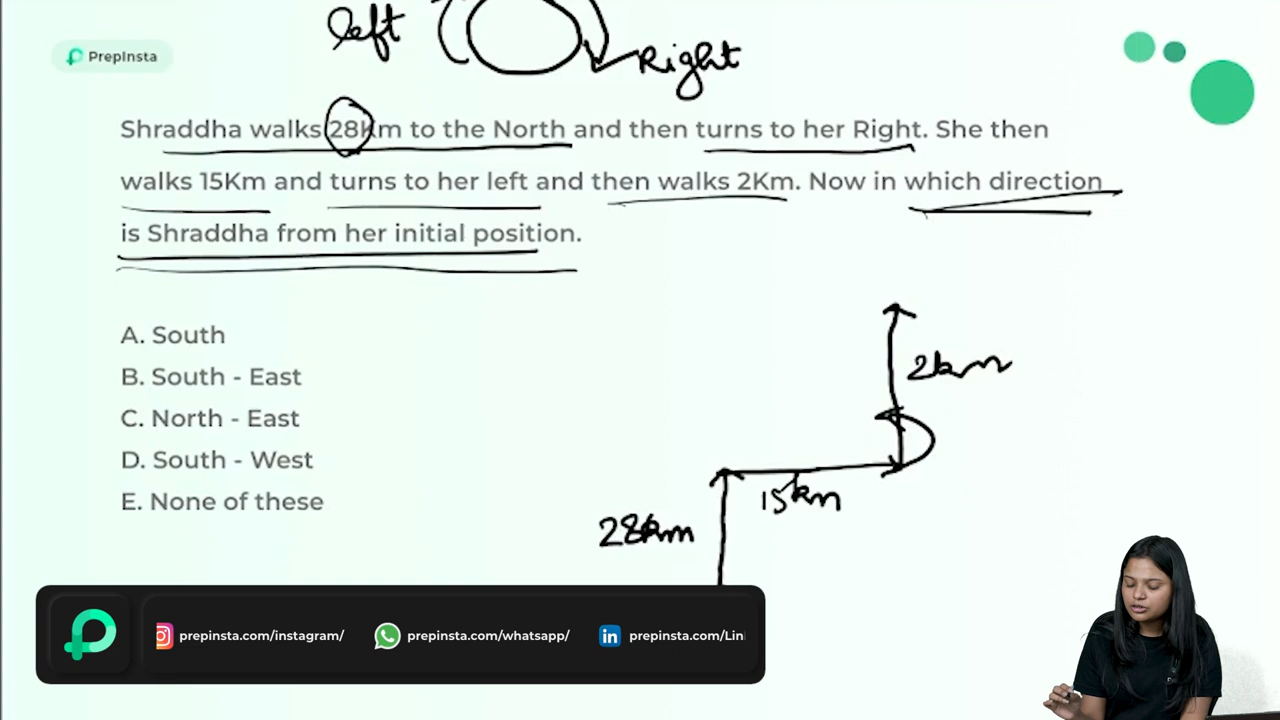 left
Right
PrepInsta
Shraddha walks 28Km to the North and then turns to her Right. She then
walks 15Km and turns to her left and then walks 2Km. Now in which direction
is Shraddha from her initial position.
A. South
B. South - East
C. North - East
D. South - West
E. None of these
2km
15km
28km
prepinsta.com/instagram/
prepinsta.com/whatsapp/
in prepinsta.com/Lin